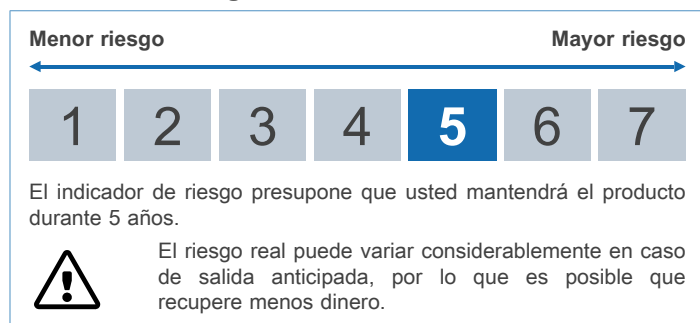 Menor riesgo Mayor riesgo
1 2 3 4 5 6 7
El indicador de riesgo presupone que usted mantendrá el producto
durante 5 años.
El riesgo real puede variar considerablemente en caso
de salida anticipada, por lo que es posible que
recupere menos dinero.